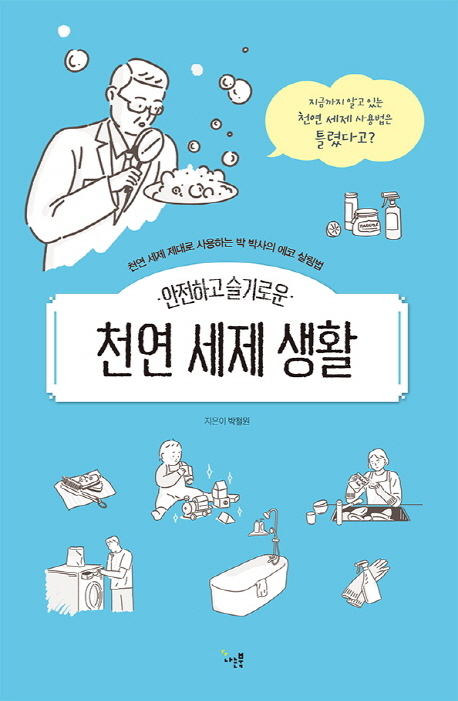 지금까지 알고 있는
천연 세제 사용법은
틀렸다고?
천연 세제 제대로 사용하는 박 박사의 에코 살림법
·안전하고 슬기로운·
천연 세제 생활
지은이 박철원
나는북